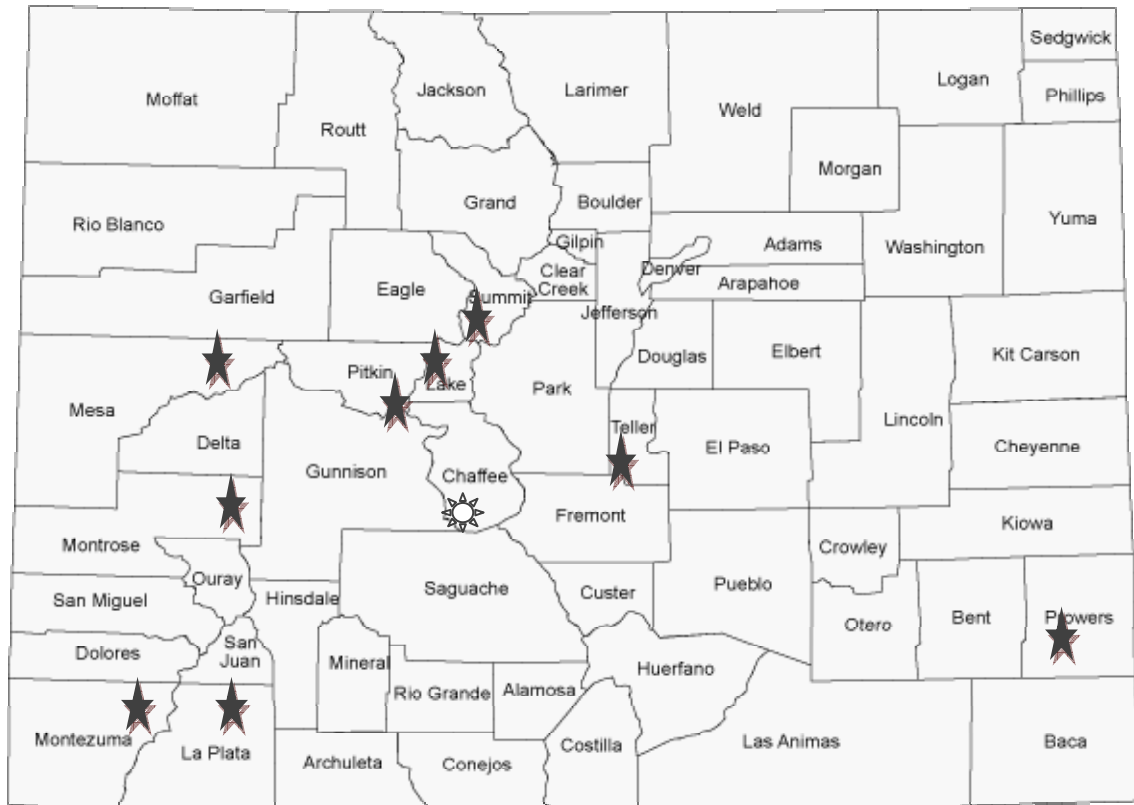 Sedgwick
Logan
Moffat
Jackson
Larimer
Phillips
Weld
Routt
Morgan
Grand
Boulder
Rio Blanco
Yuma
Gilpin
Adams
Washington
Denver
Clear
Creek
Eagle
Arapahoe
Garfield
Summit
Jefferson
Elbert
Kit Carson
Douglas
Pitkin
Lake
Park
Mesa
Lincoln
Teller
Delta
El Paso
Cheyenne
Gunnison
Chaffee
Fremont
Kiowa
Montrose
Crowley
Ouray
Pueblo
San Miguel
Hinsdale
Saguache
Custer
Otero
Bent
Prowers
San
Juan
Dolores
Mineral
Huerfano
Rio Grande
Alamosa
Montezuma
La Plata
Costilla
Las Animas
Baca
Archuleta
Conejos